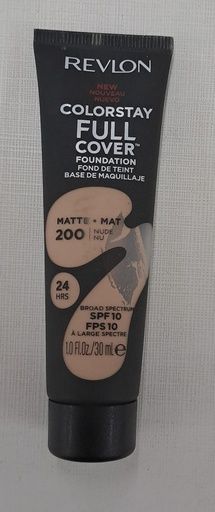 REVLON
NEW
NOUVEAU
NUEVO
COLORSTAY
FULL
COVER™
FOUNDATION
FOND DE TEINT
BASE DE MAQUILLAJE
MATTE • MAT
200 NUDE
NU
24
HRS
BROAD SPECTRUM
SPF 10
FPS 10
À LARGE SPECTRE
1.0 Fl.Oz./30 mL e